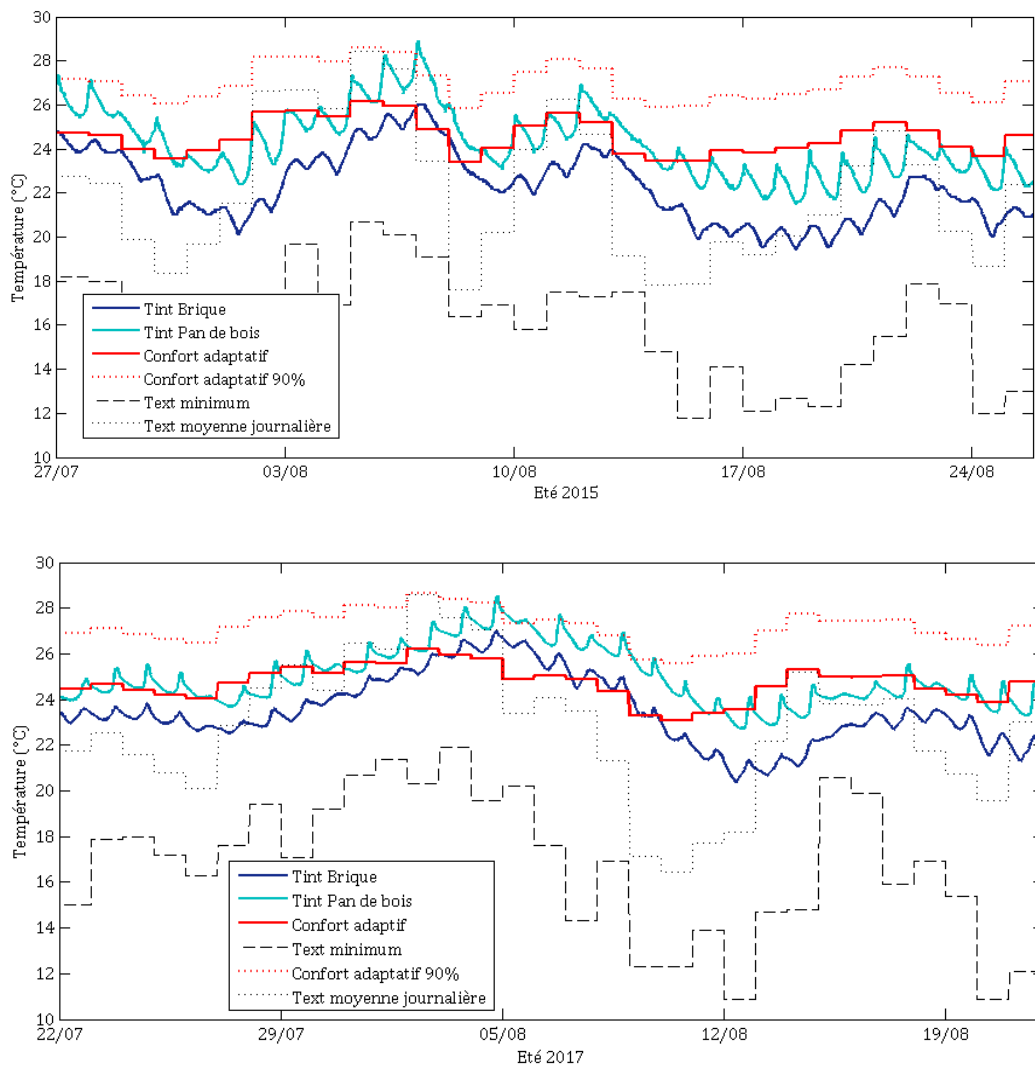 30
28
26
24
22
20
18
16
14
12
10
Température (°C)
Tint Brique
Tint Pan de bois
Confort adaptatif
Confort adaptatif 90%
Text minimum
Text moyenne journalière
27/07 03/08 10/08 17/08 24/08
Eté 2015
30
28
26
24
22
20
18
16
14
12
10
Température (°C)
Tint Brique
Tint Pan de bois
Confort adaptif
Text minimum
Confort adaptatif 90%
Text moyenne journalière
22/07 29/07 05/08 12/08 19/08
Eté 2017